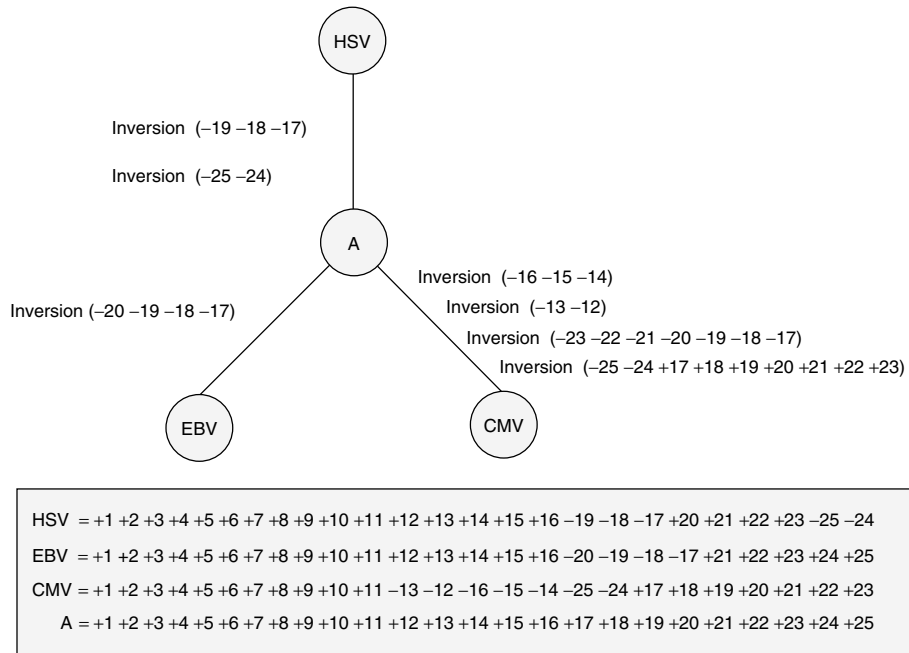 HSV
Inversion (−19 −18 −17)
Inversion (−25 −24)
A
Inversion (−16 −15 −14)
Inversion (−13 −12)
Inversion (−20 −19 −18 −17)
Inversion (−23 −22 −21 −20 −19 −18 −17)
Inversion (−25 −24 +17 +18 +19 +20 +21 +22 +23)
EBV
CMV
HSV = +1 +2 +3 +4 +5 +6 +7 +8 +9 +10 +11 +12 +13 +14 +15 +16 −19 −18 −17 +20 +21 +22 +23 −25 −24
EBV = +1 +2 +3 +4 +5 +6 +7 +8 +9 +10 +11 +12 +13 +14 +15 +16 −20 −19 −18 −17 +21 +22 +23 +24 +25
CMV = +1 +2 +3 +4 +5 +6 +7 +8 +9 +10 +11 −13 −12 −16 −15 −14 −25 −24 +17 +18 +19 +20 +21 +22 +23
A = +1 +2 +3 +4 +5 +6 +7 +8 +9 +10 +11 +12 +13 +14 +15 +16 +17 +18 +19 +20 +21 +22 +23 +24 +25